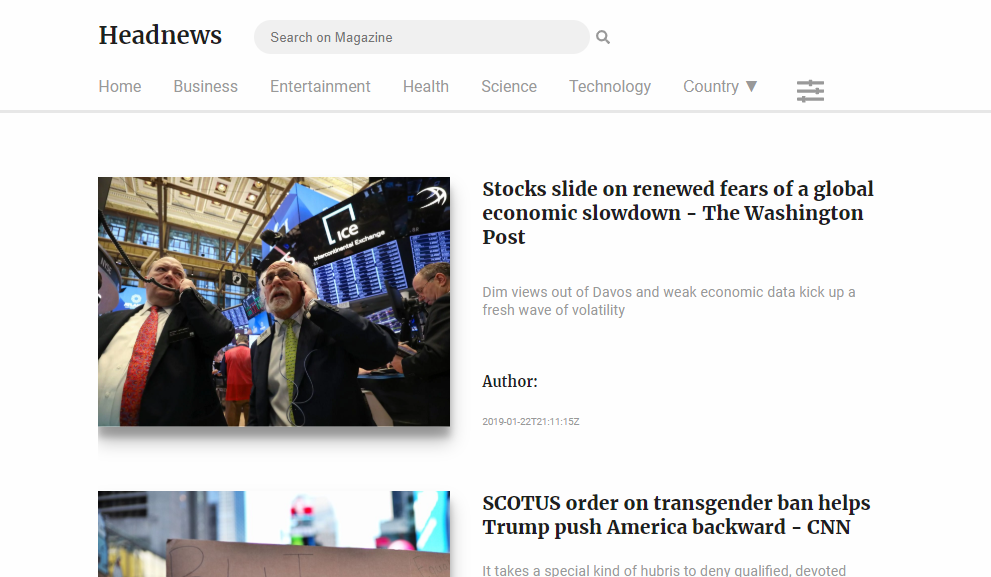 Headnews
Search on Magazine
Home Business Entertainment Health Science Technology Country ▼
Stocks slide on renewed fears of a global
economic slowdown - The Washington
Post
ice
Intercontinental Exchange
Dim views out of Davos and weak economic data kick up a
fresh wave of volatility
Author:
2019-01-22T21:11:15Z
SCOTUS order on transgender ban helps
Trump push America backward - CNN
It takes a special kind of hubris to deny qualified, devoted